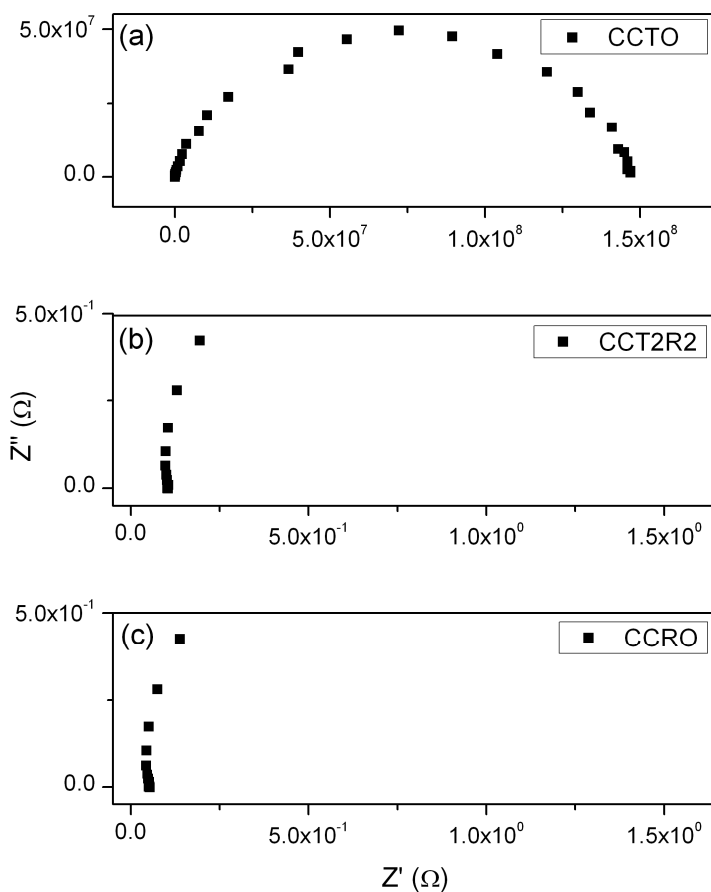 (a)
CCTO
5.0x10⁷
0.0
0.0
5.0x10⁷
1.0x10⁸
1.5x10⁸
(b)
CCT2R2
5.0x10⁻¹
0.0
0.0
5.0x10⁻¹
1.0x10⁰
1.5x10⁰
Z" (Ω)
(c)
CCRO
5.0x10⁻¹
0.0
0.0
5.0x10⁻¹
1.0x10⁰
1.5x10⁰
Z' (Ω)